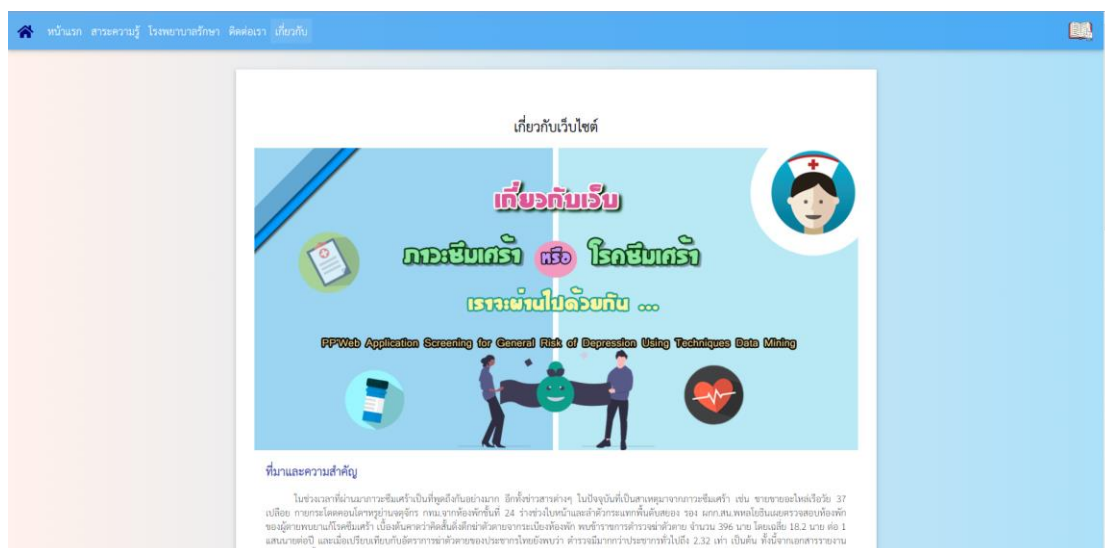 หน้าแรก สาระความรู้ โรงพยาบาลรักษา ติดต่อเรา เกี่ยวกับ
เกี่ยวกับเว็บไซต์
เกี่ยวกับเว็บ
ภาวะซึมเศร้า หรือ โรคซึมเศร้า
เราจะผ่านไปด้วยกัน ...
PP'Web Application Screening for General Risk of Depression Using Techniques Data Mining
ที่มาและความสำคัญ
ในช่วงเวลาที่ผ่านมาภาวะซึมเศร้าเป็นที่พูดถึงกันอย่างมาก อีกทั้งข่าวสารต่างๆ ในปัจจุบันที่เป็นสาเหตุมาจากภาวะซึมเศร้า เช่น ชายขายอะไหล่เรือวัย 37
เปลือย กายกระโดดคอนโดหรูย่านจตุจักร กทม.จากห้องพักชั้นที่ 24 ร่างช่วงใบหน้าและลำตัวกระแทกพื้นดับสยอง รอง ผกก.สน.พหลโยธินเผยตรวจสอบห้องพัก
ของผู้ตายพบยาแก้โรคซึมเศร้า เบื้องต้นคาดว่าคิดสั้นดิ่งตึกฆ่าตัวตายจากระเบียงห้องพัก พบข้าราชการตำรวจฆ่าตัวตาย จำนวน 396 นาย โดยเฉลี่ย 18.2 นาย ต่อ 1
แสนนายต่อปี และเมื่อเปรียบเทียบกับอัตราการฆ่าตัวตายของประชากรไทยยังพบว่า ตำรวจมีมากกว่าประชากรทั่วไปถึง 2.32 เท่า เป็นต้น ทั้งนี้จากเอกสารรายงาน